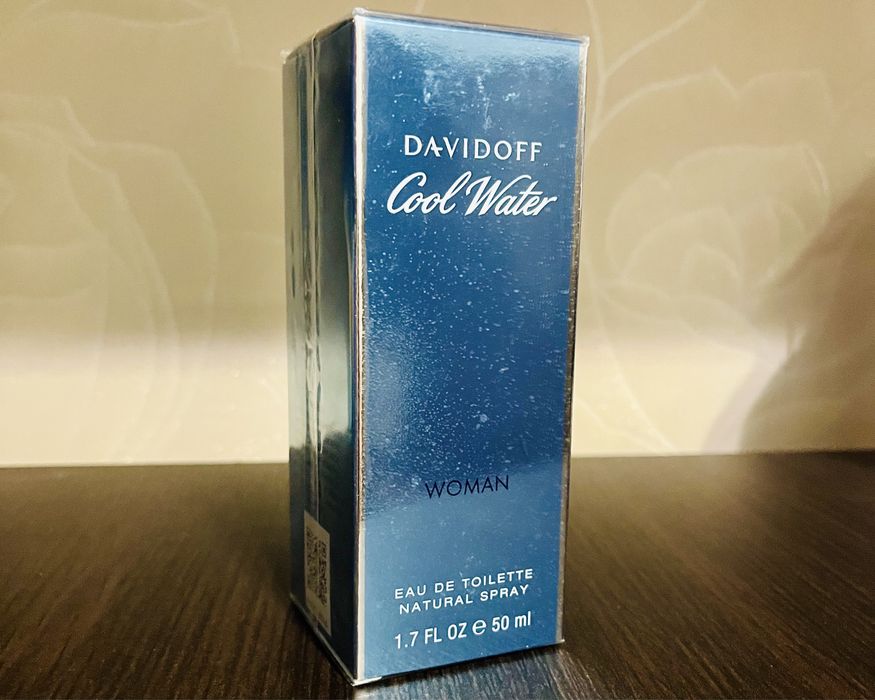 DAVIDOFF
Cool Water
WOMAN
EAU DE TOILETTE
NATURAL SPRAY
1.7 FL OZ ℮ 50 ml